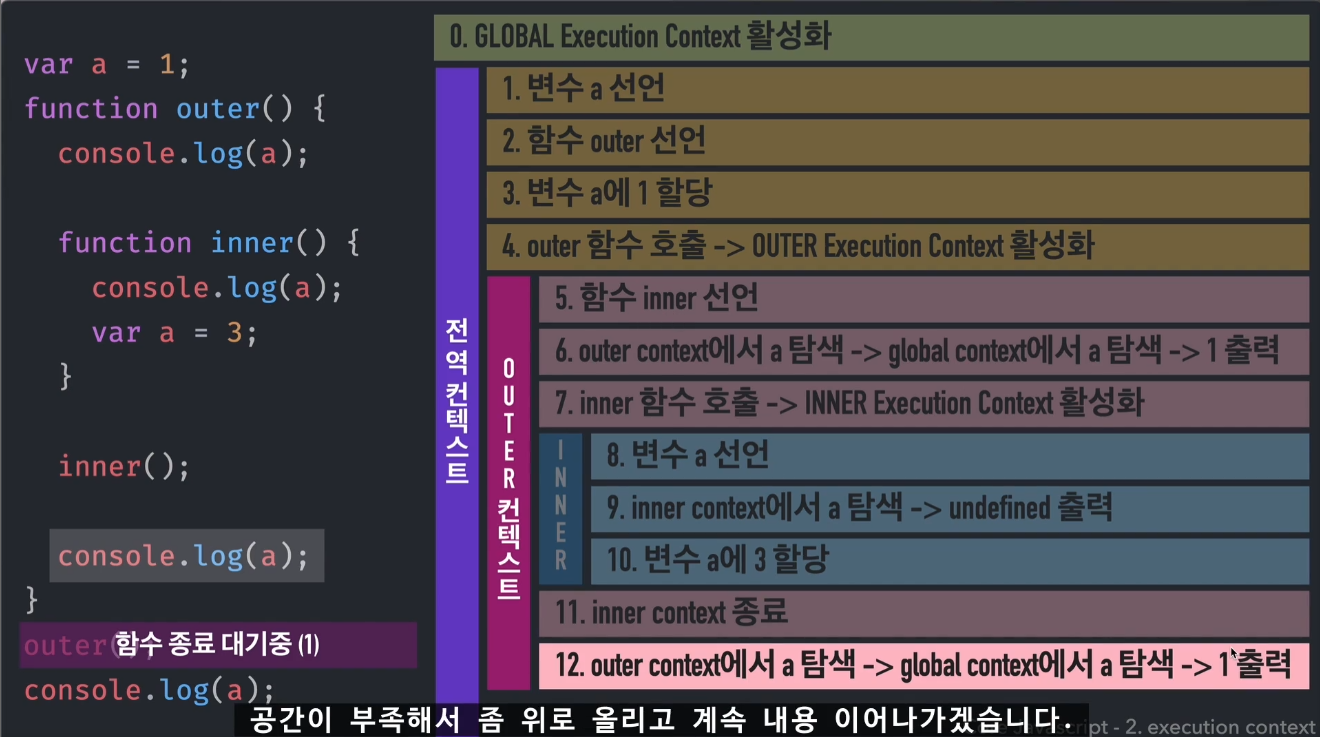 var a = 1;
function outer() {
console.log(a);
function inner() {
console.log(a);
var a = 3;
}
inner();
console.log(a);
}
outer(
함수 종료 대기중 (1)
console.log(a);
0. GLOBAL Execution Context 활성화
전역 컨텍스트
1. 변수 a 선언
2. 함수 outer 선언
3. 변수 a에 1 할당
4. outer 함수 호출 -> OUTER Execution Context 활성화
OUTER 컨텍스트
5. 함수 inner 선언
6. outer context에서 a 탐색 -> global context에서 a 탐색 -> 1 출력
7. inner 함수 호출 -> INNER Execution Context 활성화
INNER
8. 변수 a 선언
9. inner context에서 a 탐색 -> undefined 출력
10. 변수 a에 3 할당
11. inner context 종료
12. outer context에서 a 탐색 -> global context에서 a 탐색 -> 1 출력
공간이 부족해서 좀 위로 올리고 계속 내용 이어나가겠습니다.
- 2. execution context